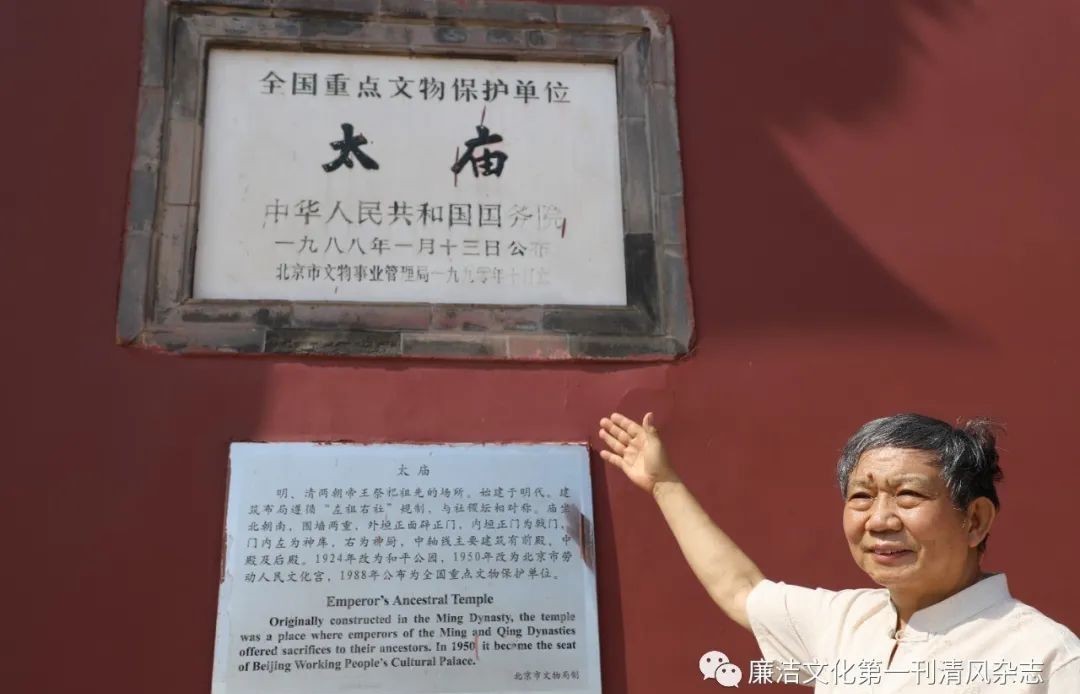 全国重点文物保护单位
太庙
中华人民共和国国务院
一九八八年一月十三日公布
北京市文物事业管理局一九九零年十月立
太庙
明、清两朝帝王祭祀祖先的场所。始建于明代。建
筑布局遵循“左祖右社”规制，与社稷坛相对称。庙坐
北朝南，围墙两重，外垣正面辟正门，内垣正门为戟门，
门内左为神库，右为神厨，中轴线主要建筑有前殿、中
殿及后殿。1924年改为和平公园，1950年改为北京市劳
动人民文化宫，1988年公布为全国重点文物保护单位。
Emperor's Ancestral Temple
Originally constructed in the Ming Dynasty, the temple
was a place where emperors of the Ming and Qing Dynasties
offered sacrifices to their ancestors. In 1950 it became the seat
of Beijing Working People's Cultural Palace.
北京市文物局制
廉洁文化第一刊清风杂志